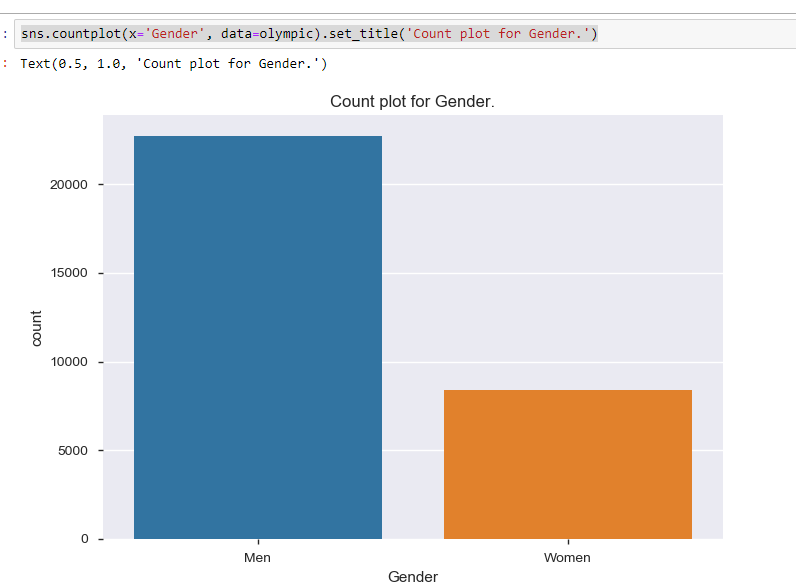 : sns.countplot(x='Gender', data=olympic).set_title('Count plot for Gender.')
: Text(0.5, 1.0, 'Count plot for Gender.')
Count plot for Gender.
20000
15000
10000
5000
0
count
Men Women
Gender